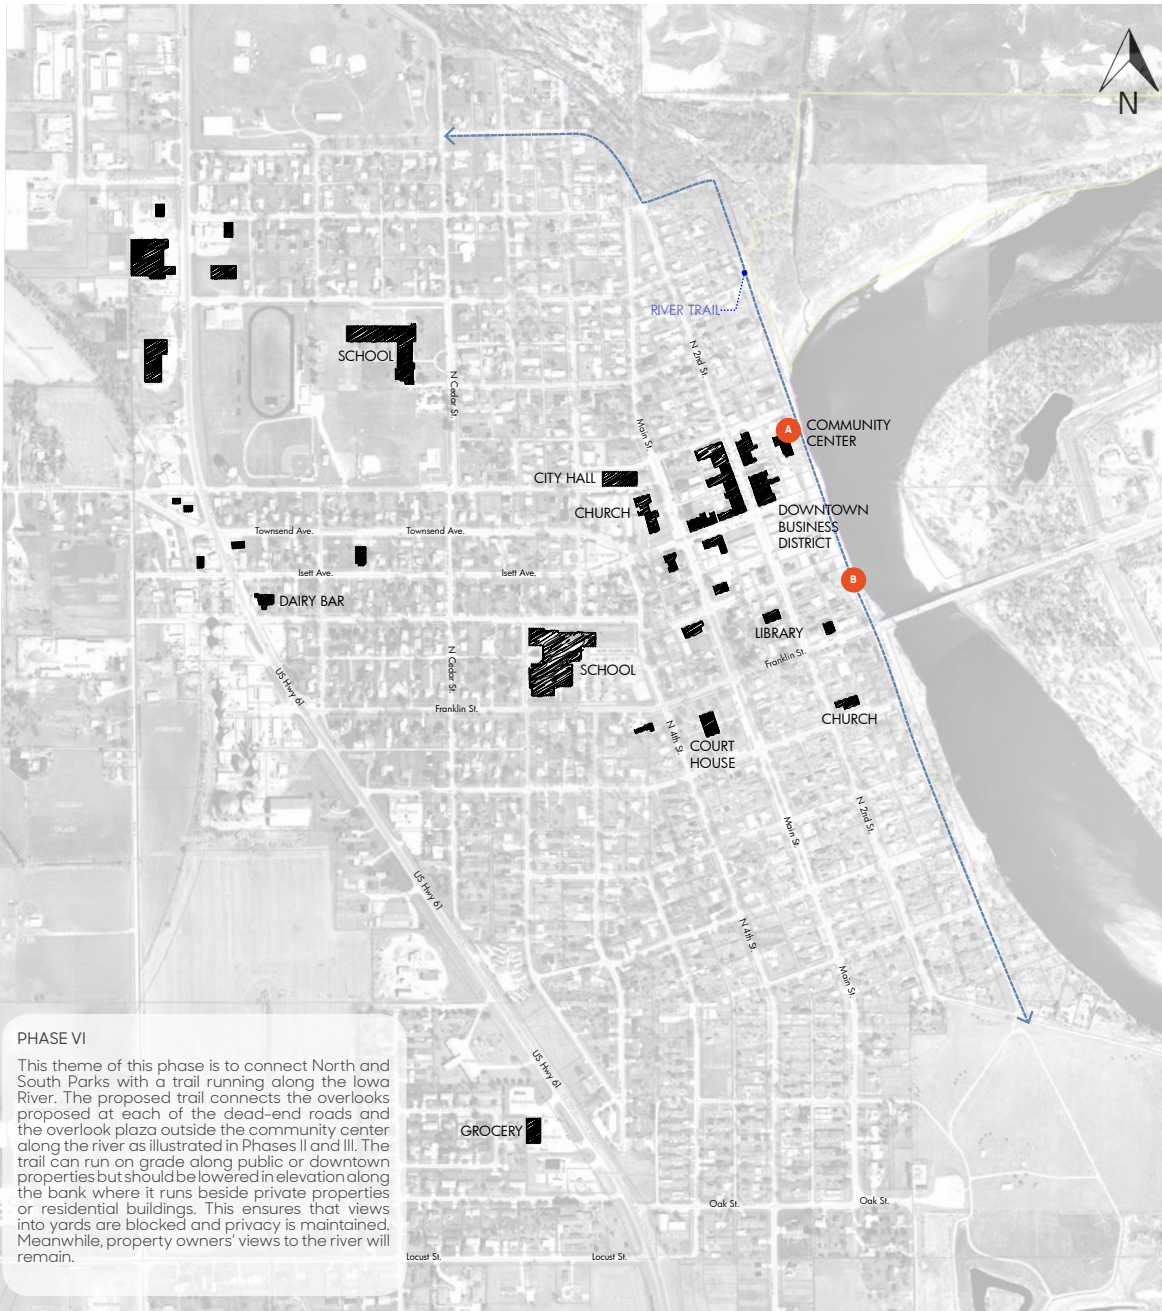 N
RIVER TRAIL
N 2nd St.
SCHOOL
N Cedar St.
Main St.
A
COMMUNITY
CENTER
CITY HALL
CHURCH
DOWNTOWN
BUSINESS
DISTRICT
Townsend Ave.
Townsend Ave.
Isett Ave.
Isett Ave.
B
DAIRY BAR
LIBRARY
Franklin St.
N Cedar St.
SCHOOL
US Hwy 61
Franklin St.
CHURCH
N 4th St.
COURT
HOUSE
N 2nd St.
Main St.
US Hwy 61
N 4th St.
Main St.
US Hwy 61
GROCERY
Oak St.
Oak St.
Locust St.
Locust St.
PHASE VI
This theme of this phase is to connect North and
South Parks with a trail running along the Iowa
River. The proposed trail connects the overlooks
proposed at each of the dead-end roads and
the overlook plaza outside the community center
along the river as illustrated in Phases II and III. The
trail can run on grade along public or downtown
properties but should be lowered in elevation along
the bank where it runs beside private properties
or residential buildings. This ensures that views
into yards are blocked and privacy is maintained.
Meanwhile, property owners' views to the river will
remain.